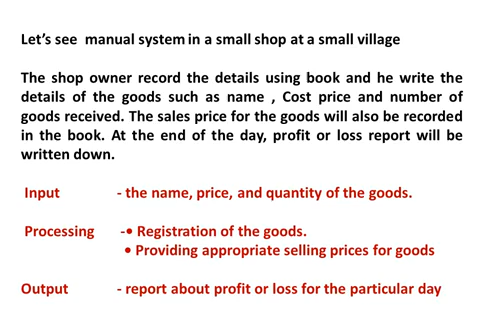 Let's see manual system in a small shop at a small village
The shop owner record the details using book and he write the
details of the goods such as name , Cost price and number of
goods received. The sales price for the goods will also be recorded
in the book. At the end of the day, profit or loss report will be
written down.
Input - the name, price, and quantity of the goods.
Processing -• Registration of the goods.
• Providing appropriate selling prices for goods
Output - report about profit or loss for the particular day